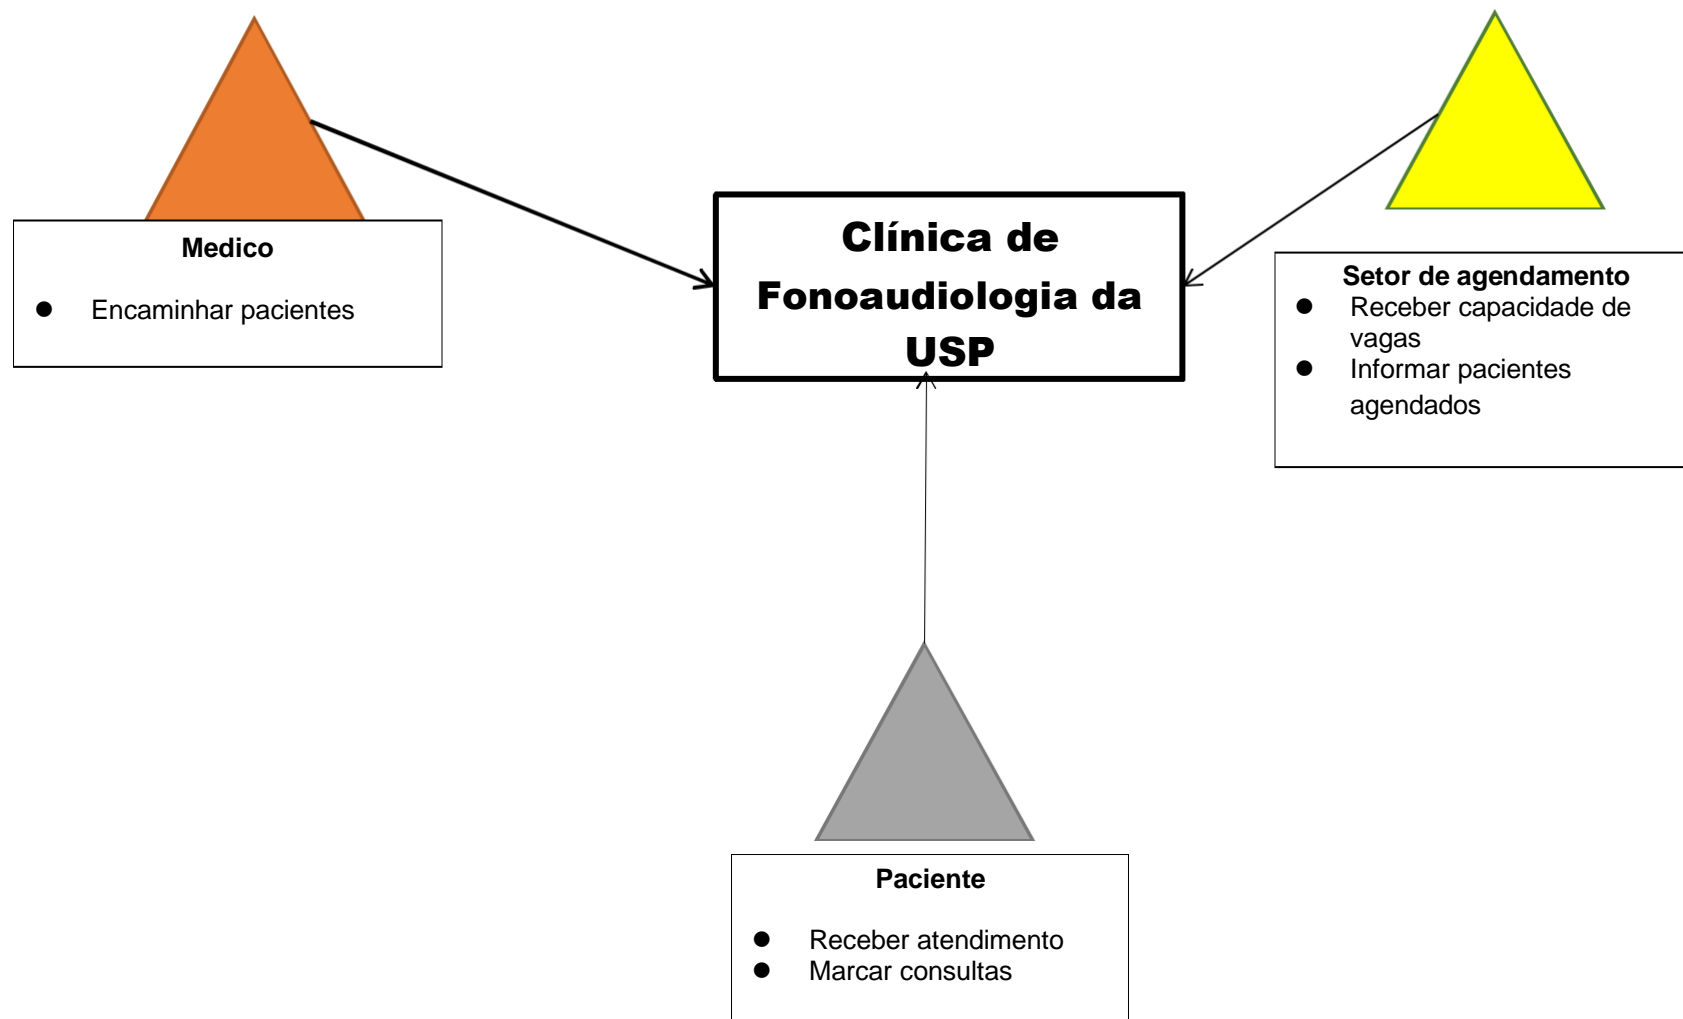 Medico
● Encaminhar pacientes
Clínica de
Fonoaudiologia da
USP
Setor de agendamento
● Receber capacidade de
vagas
● Informar pacientes
agendados
Paciente
● Receber atendimento
● Marcar consultas